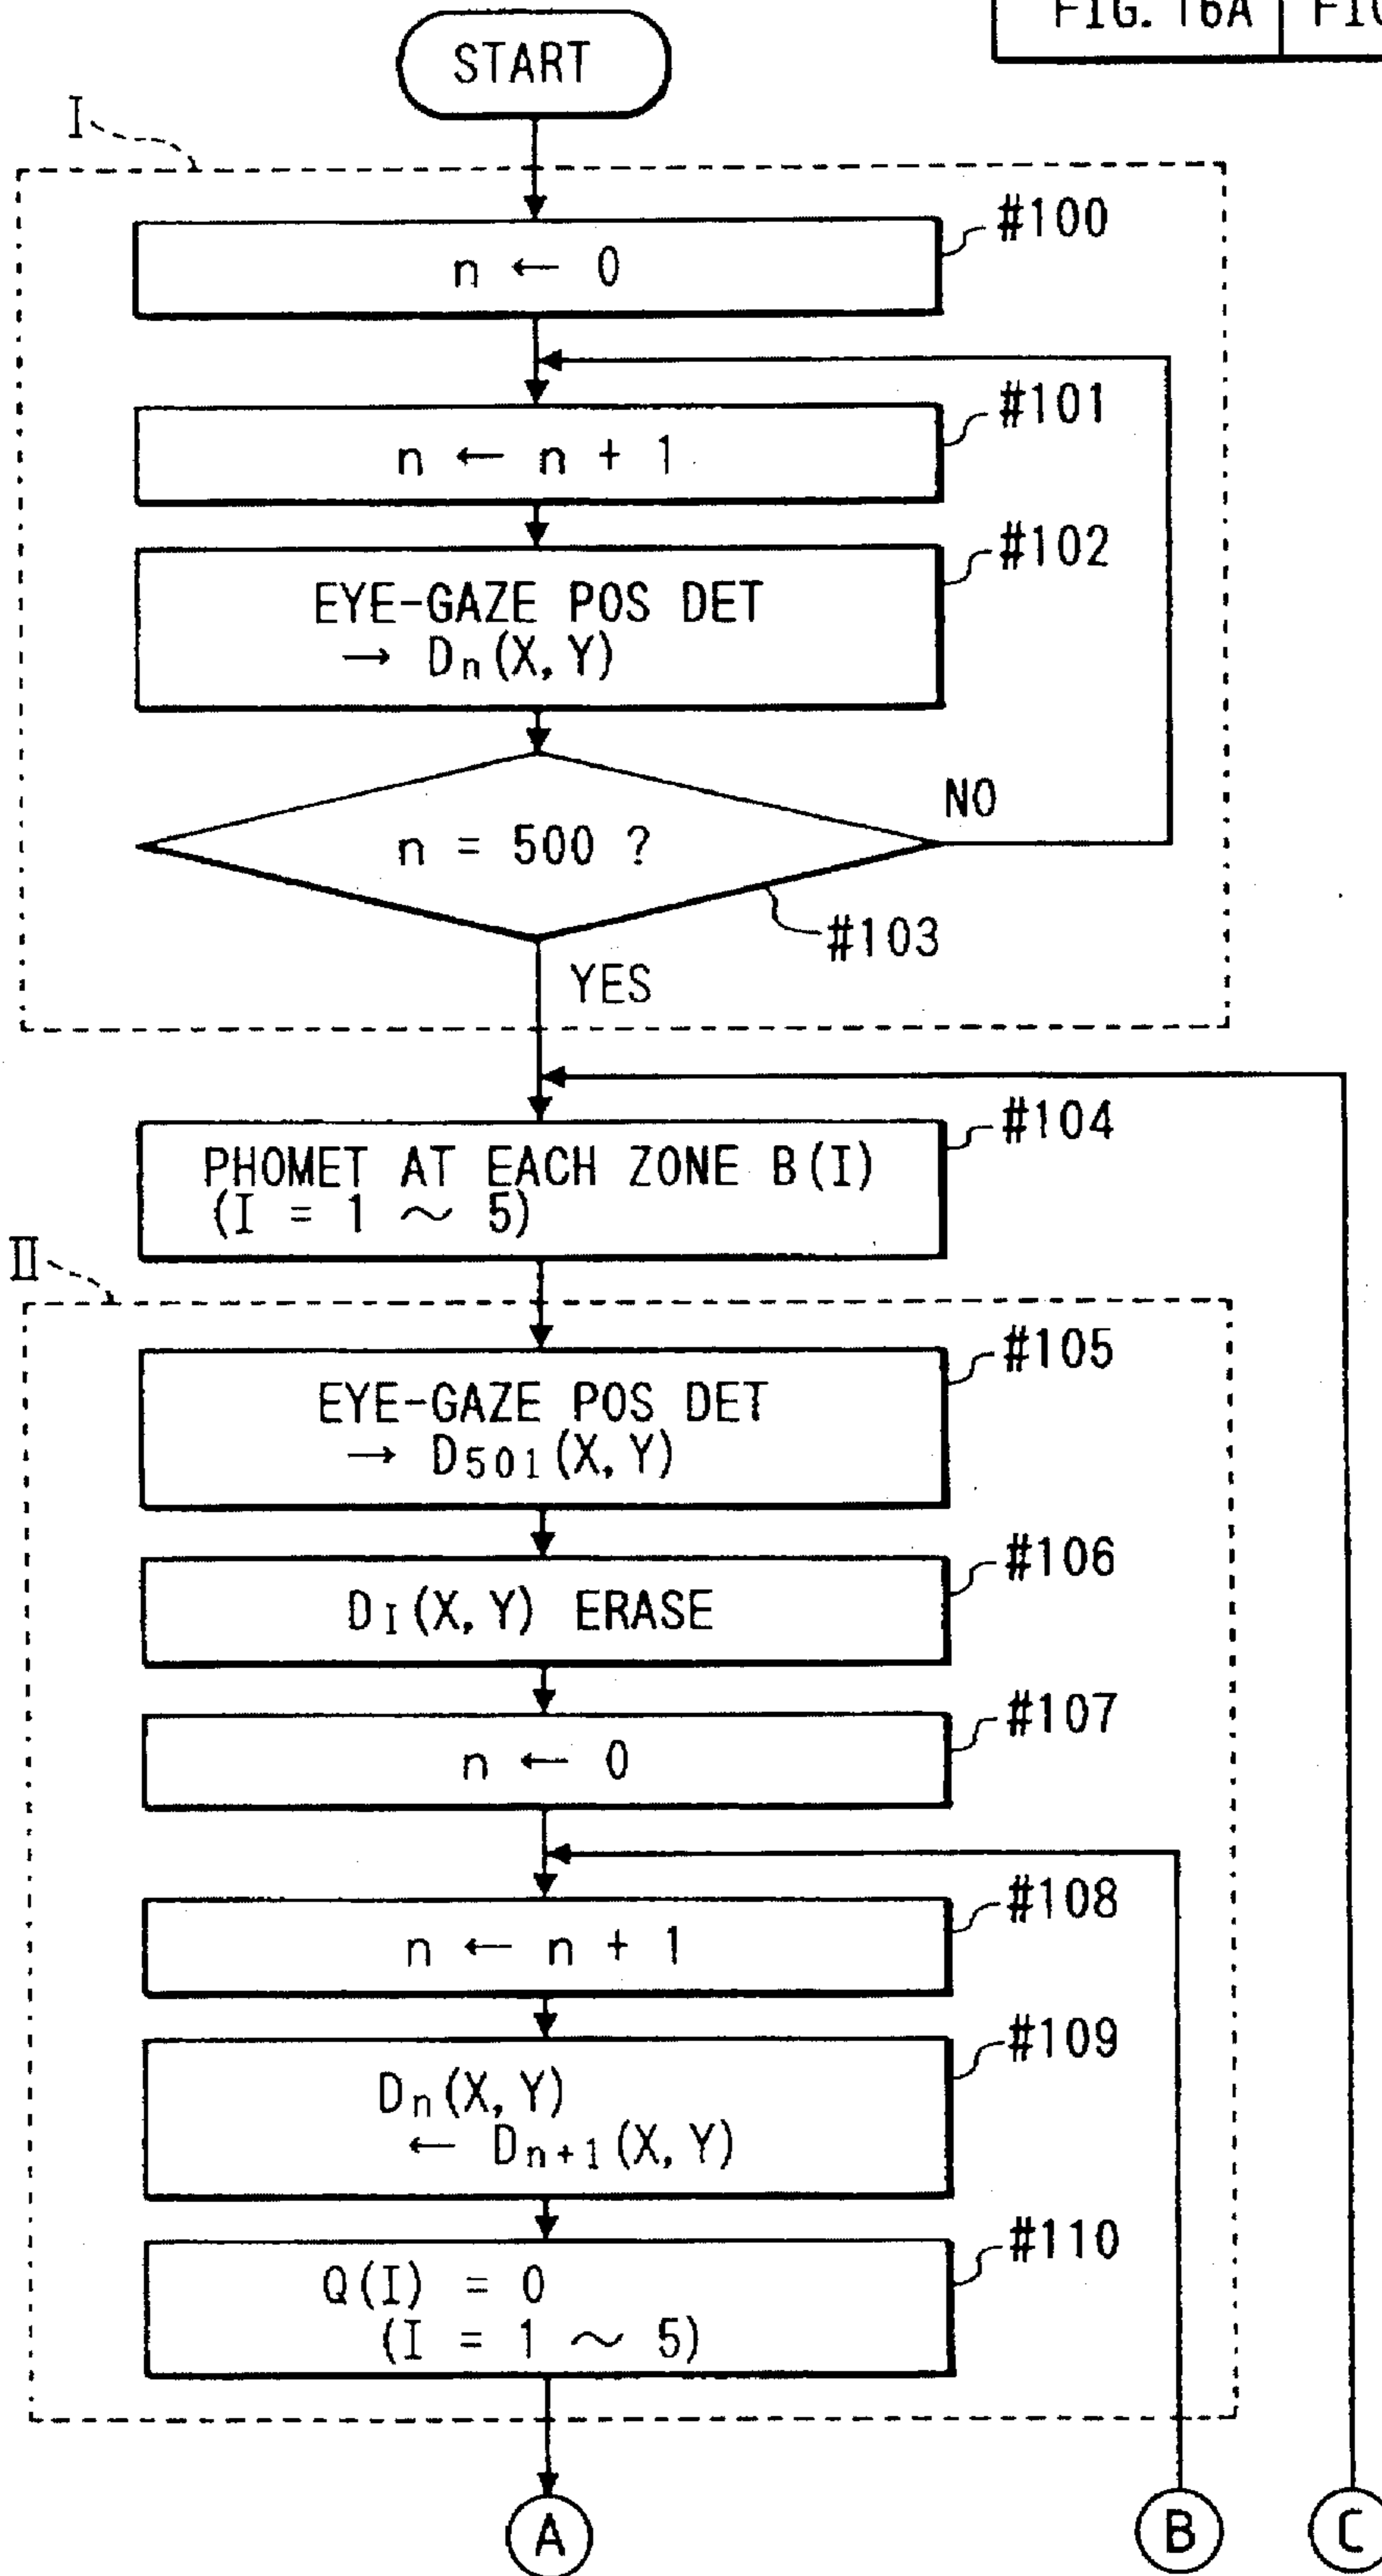 FIG. 16A
START
I
#100
n ← 0
#101
n ← n + 1
#102
EYE-GAZE POS DET
→ Dn(X, Y)
NO
n = 500 ?
#103
YES
#104
PHOMET AT EACH ZONE B(I)
(I = 1 ～ 5)
II
#105
EYE-GAZE POS DET
→ D501(X, Y)
#106
DI(X, Y) ERASE
#107
n ← 0
#108
n ← n + 1
#109
Dn(X, Y)
← Dn+1(X, Y)
#110
Q(I) = 0
(I = 1 ～ 5)
A B C